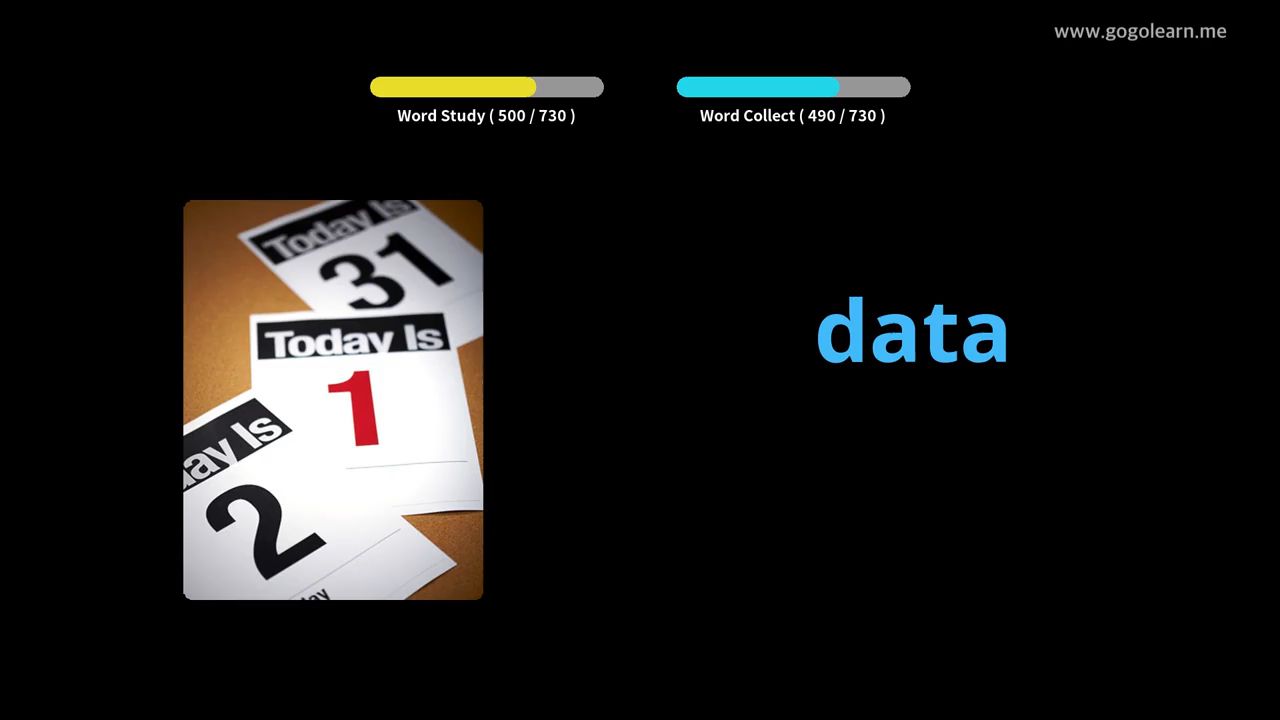 www.gogolearn.me
Word Study ( 500 / 730 )
Word Collect ( 490 / 730 )
Today Is
31
Today Is
1
ay Is
2
data